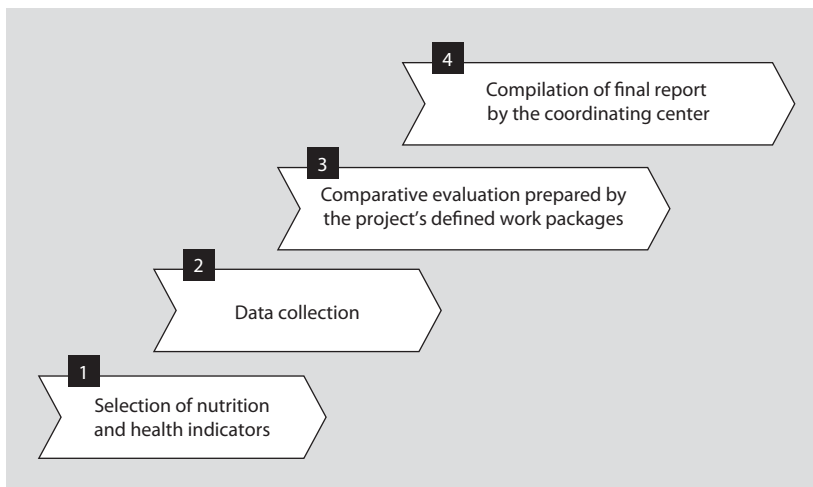 4
Compilation of final report
by the coordinating center
3
Comparative evaluation prepared by
the project's defined work packages
2
Data collection
1
Selection of nutrition
and health indicators